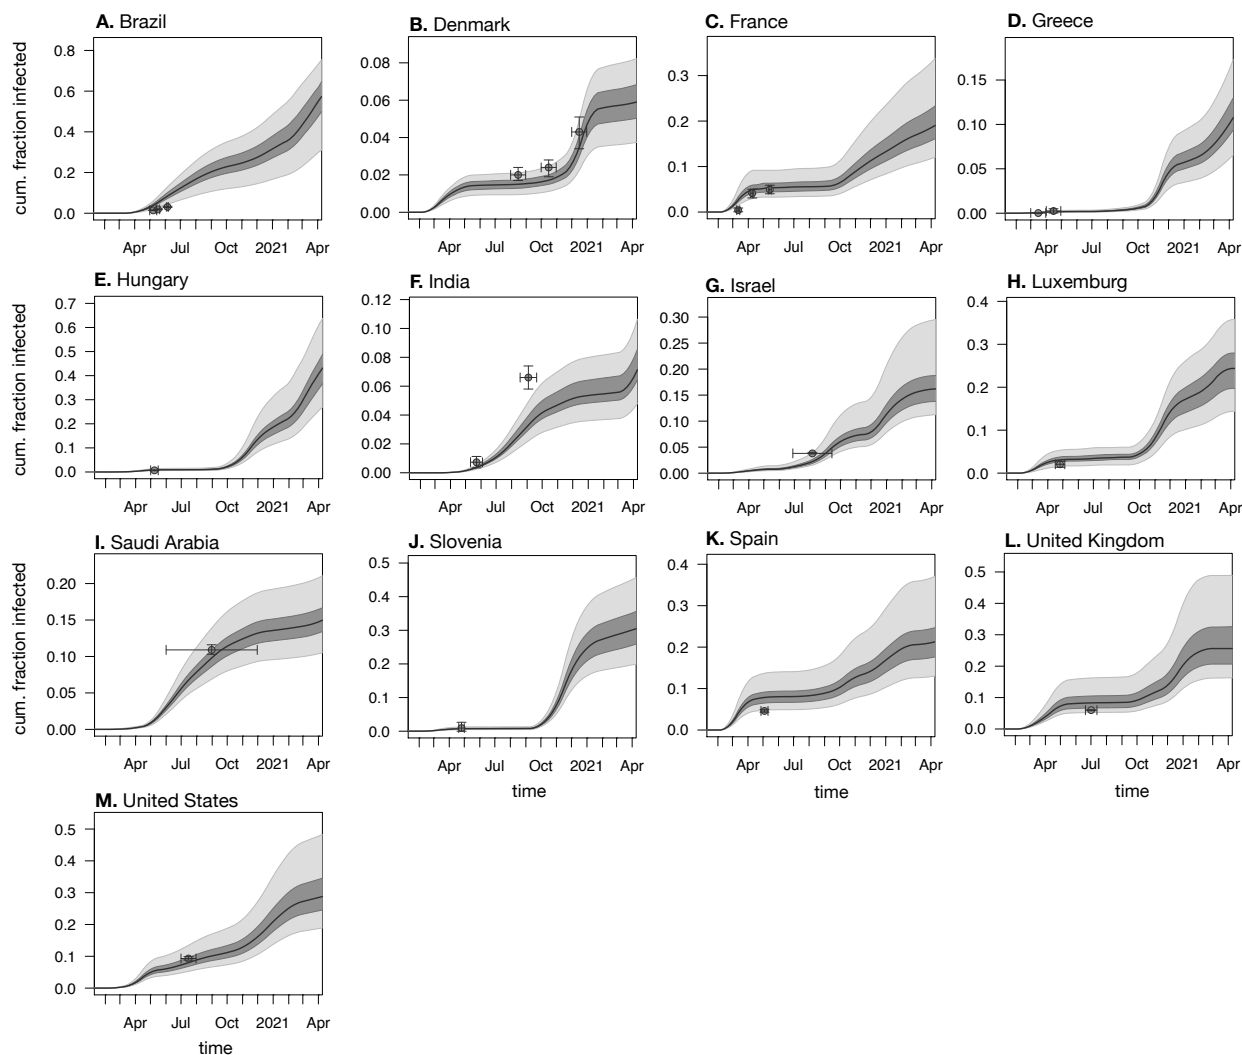 A. Brazil
cum. fraction infected
0.8
0.6
0.4
0.2
0.0
Apr Jul Oct 2021 Apr
B. Denmark
0.08
0.06
0.04
0.02
0.00
Apr Jul Oct 2021 Apr
C. France
0.3
0.2
0.1
0.0
Apr Jul Oct 2021 Apr
D. Greece
0.15
0.10
0.05
0.00
Apr Jul Oct 2021 Apr
E. Hungary
cum. fraction infected
0.7
0.6
0.5
0.4
0.3
0.2
0.1
0.0
Apr Jul Oct 2021 Apr
F. India
0.12
0.10
0.08
0.06
0.04
0.02
0.00
Apr Jul Oct 2021 Apr
G. Israel
0.30
0.25
0.20
0.15
0.10
0.05
0.00
Apr Jul Oct 2021 Apr
H. Luxemburg
0.4
0.3
0.2
0.1
0.0
Apr Jul Oct 2021 Apr
I. Saudi Arabia
cum. fraction infected
0.20
0.15
0.10
0.05
0.00
Apr Jul Oct 2021 Apr
J. Slovenia
0.5
0.4
0.3
0.2
0.1
0.0
Apr Jul Oct 2021 Apr
time
K. Spain
0.4
0.3
0.2
0.1
0.0
Apr Jul Oct 2021 Apr
time
L. United Kingdom
0.5
0.4
0.3
0.2
0.1
0.0
Apr Jul Oct 2021 Apr
time
M. United States
cum. fraction infected
0.5
0.4
0.3
0.2
0.1
0.0
Apr Jul Oct 2021 Apr
time